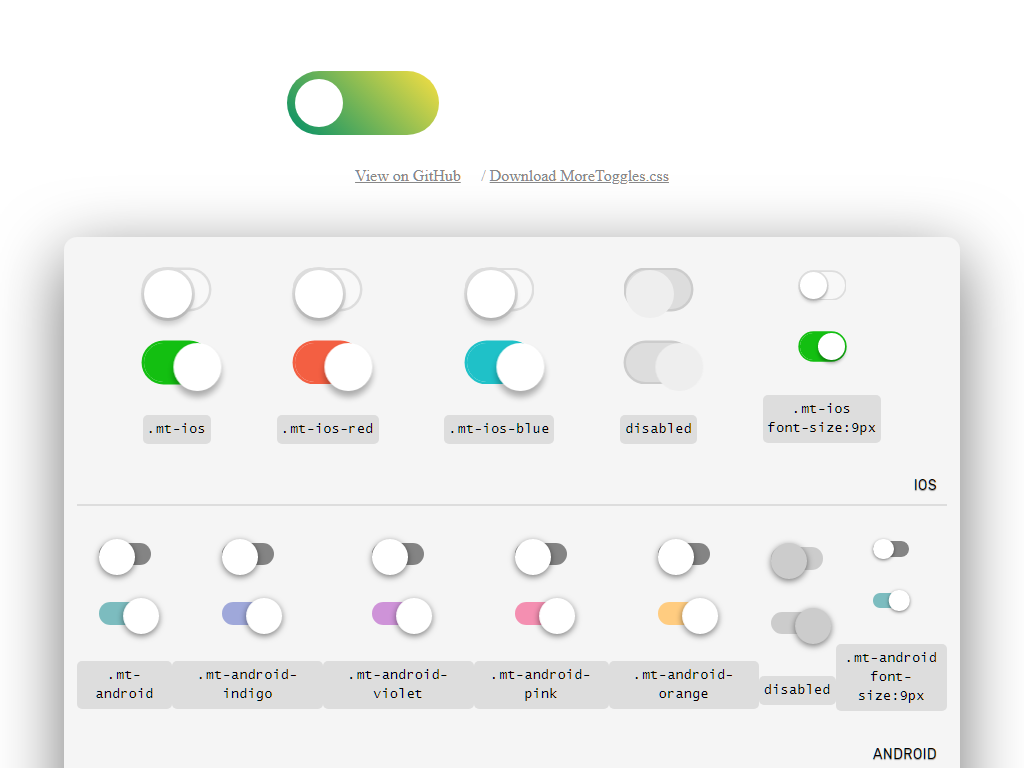 View on GitHub / Download MoreToggles.css
.mt-ios
.mt-ios-red
.mt-ios-blue
disabled
.mt-ios
font-size:9px
IOS
.mt-
android
.mt-android-
indigo
.mt-android-
violet
.mt-android-
pink
.mt-android-
orange
disabled
.mt-android
font-
size:9px
ANDROID